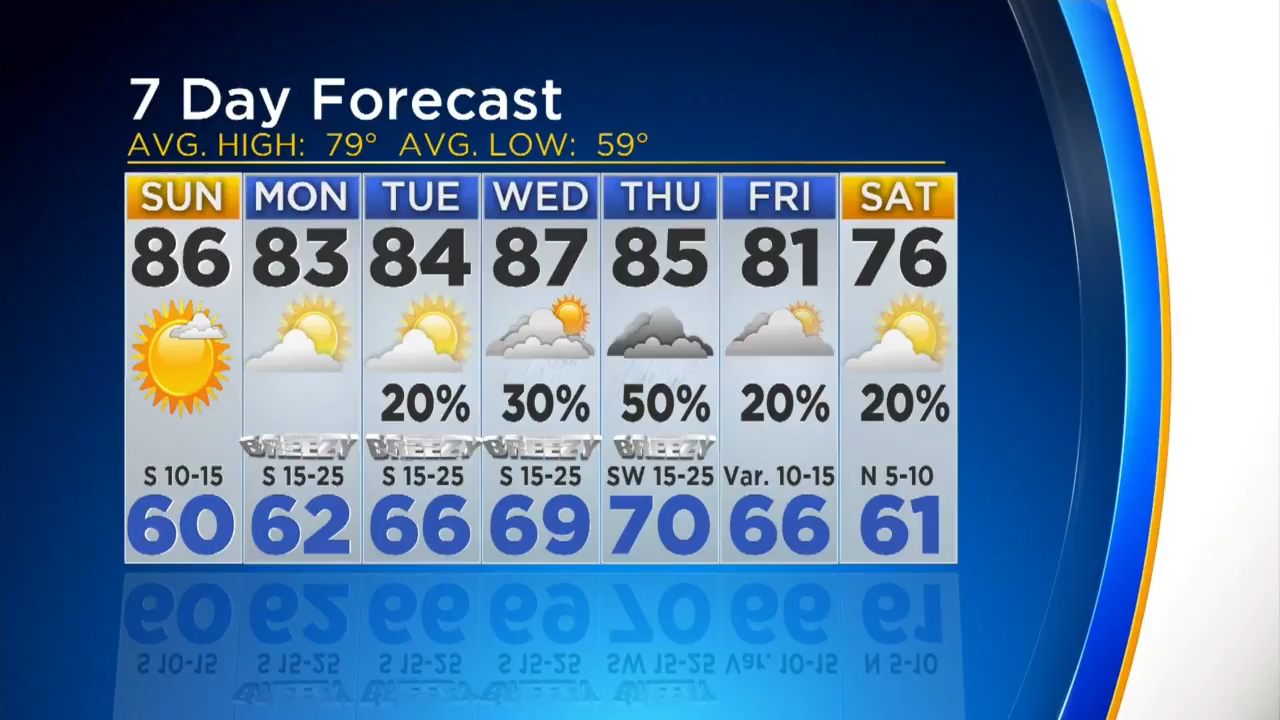 7 Day Forecast
AVG. HIGH: 79° AVG. LOW: 59°
SUN MON TUE WED THU FRI SAT
86 83 84 87 85 81 76
20% 30% 50% 20% 20%
BREEZY BREEZY BREEZY BREEZY
S 10-15 S 15-25 S 15-25 S 15-25 SW 15-25 Var. 10-15 N 5-10
60 62 66 69 70 66 61